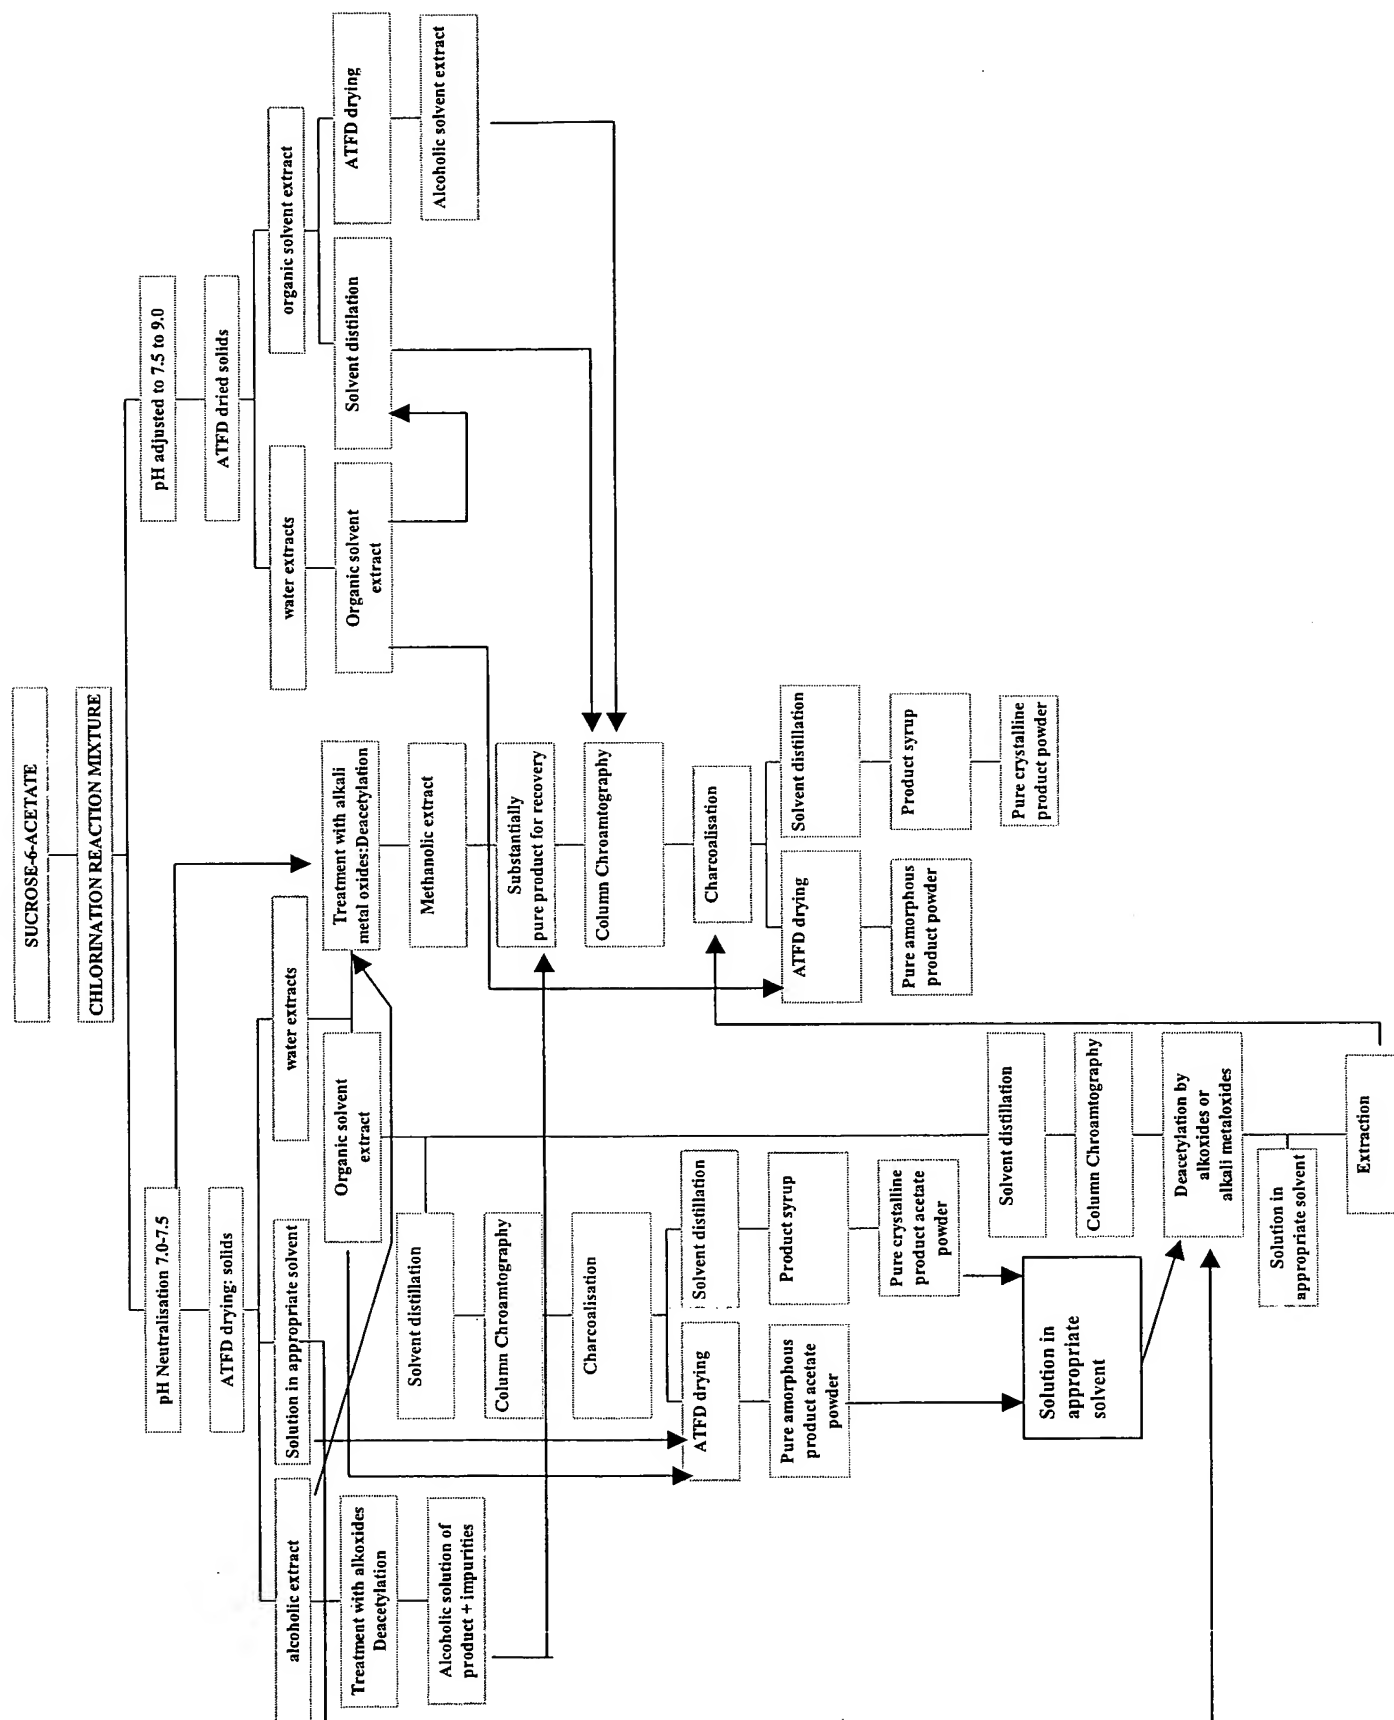 SUCROSE-6-ACETATE
CHLORINATION REACTION MIXTURE
pH Neutralisation 7.0-7.5
pH adjusted to 7.5 to 9.0
ATFD drying: solids
ATFD dried solids
alcoholic extract
Solution in appropriate solvent
water extracts
water extracts
organic solvent extract
Treatment with alkoxides
Deacetylation
Organic solvent
extract
Treatment with alkali
metal oxides:Deacetylation
Organic solvent
extract
Solvent distilation
ATFD drying
Alcoholic solution of
product + impurities
Solvent distillation
Methanolic extract
Alcoholic solvent extract
Column Chroamtography
Substantially
pure product for recovery
Charcoalisation
Column Chroamtography
ATFD drying
Solvent distillation
Charcoalisation
Pure amorphous
product acetate
powder
Product syrup
ATFD drying
Solvent distillation
Pure crystalline
product acetate
powder
Pure amorphous
product powder
Product syrup
Pure crystalline
product powder
Solution in
appropriate
solvent
Solvent distillation
Column Chroamtography
Deacetylation by
alkoxides or
alkali metaloxides
Solution in
appropriate solvent
Extraction